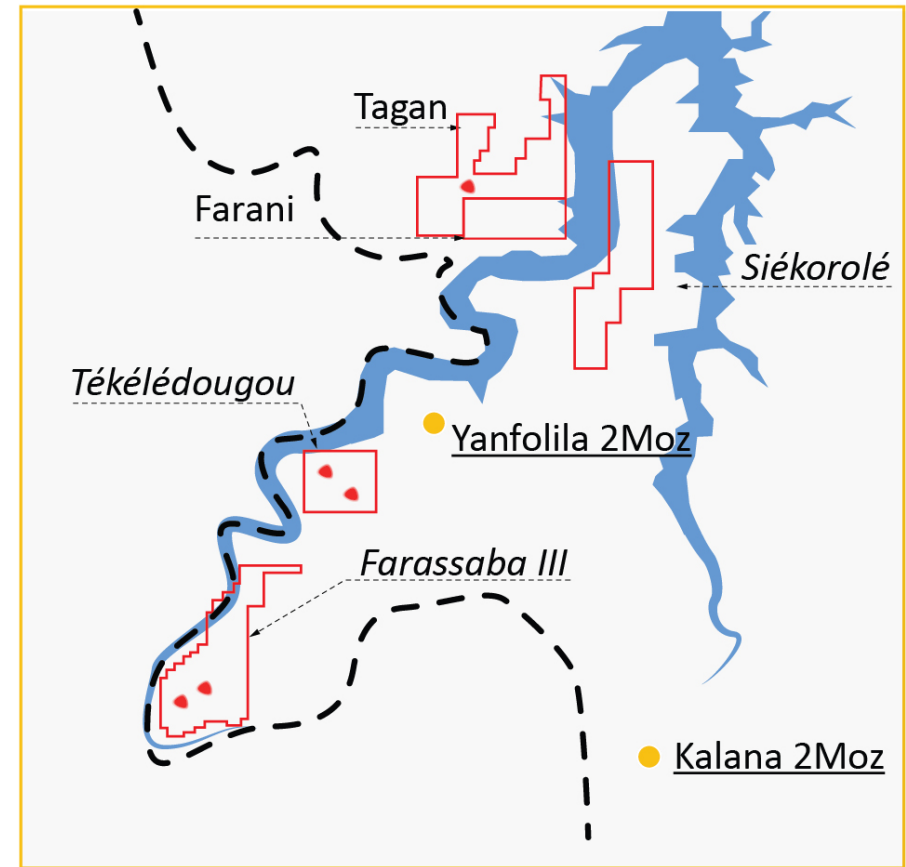 Tagan
Farani
Siékorolé
Tékélédougou
Yanfolila 2Moz
Farassaba III
Kalana 2Moz